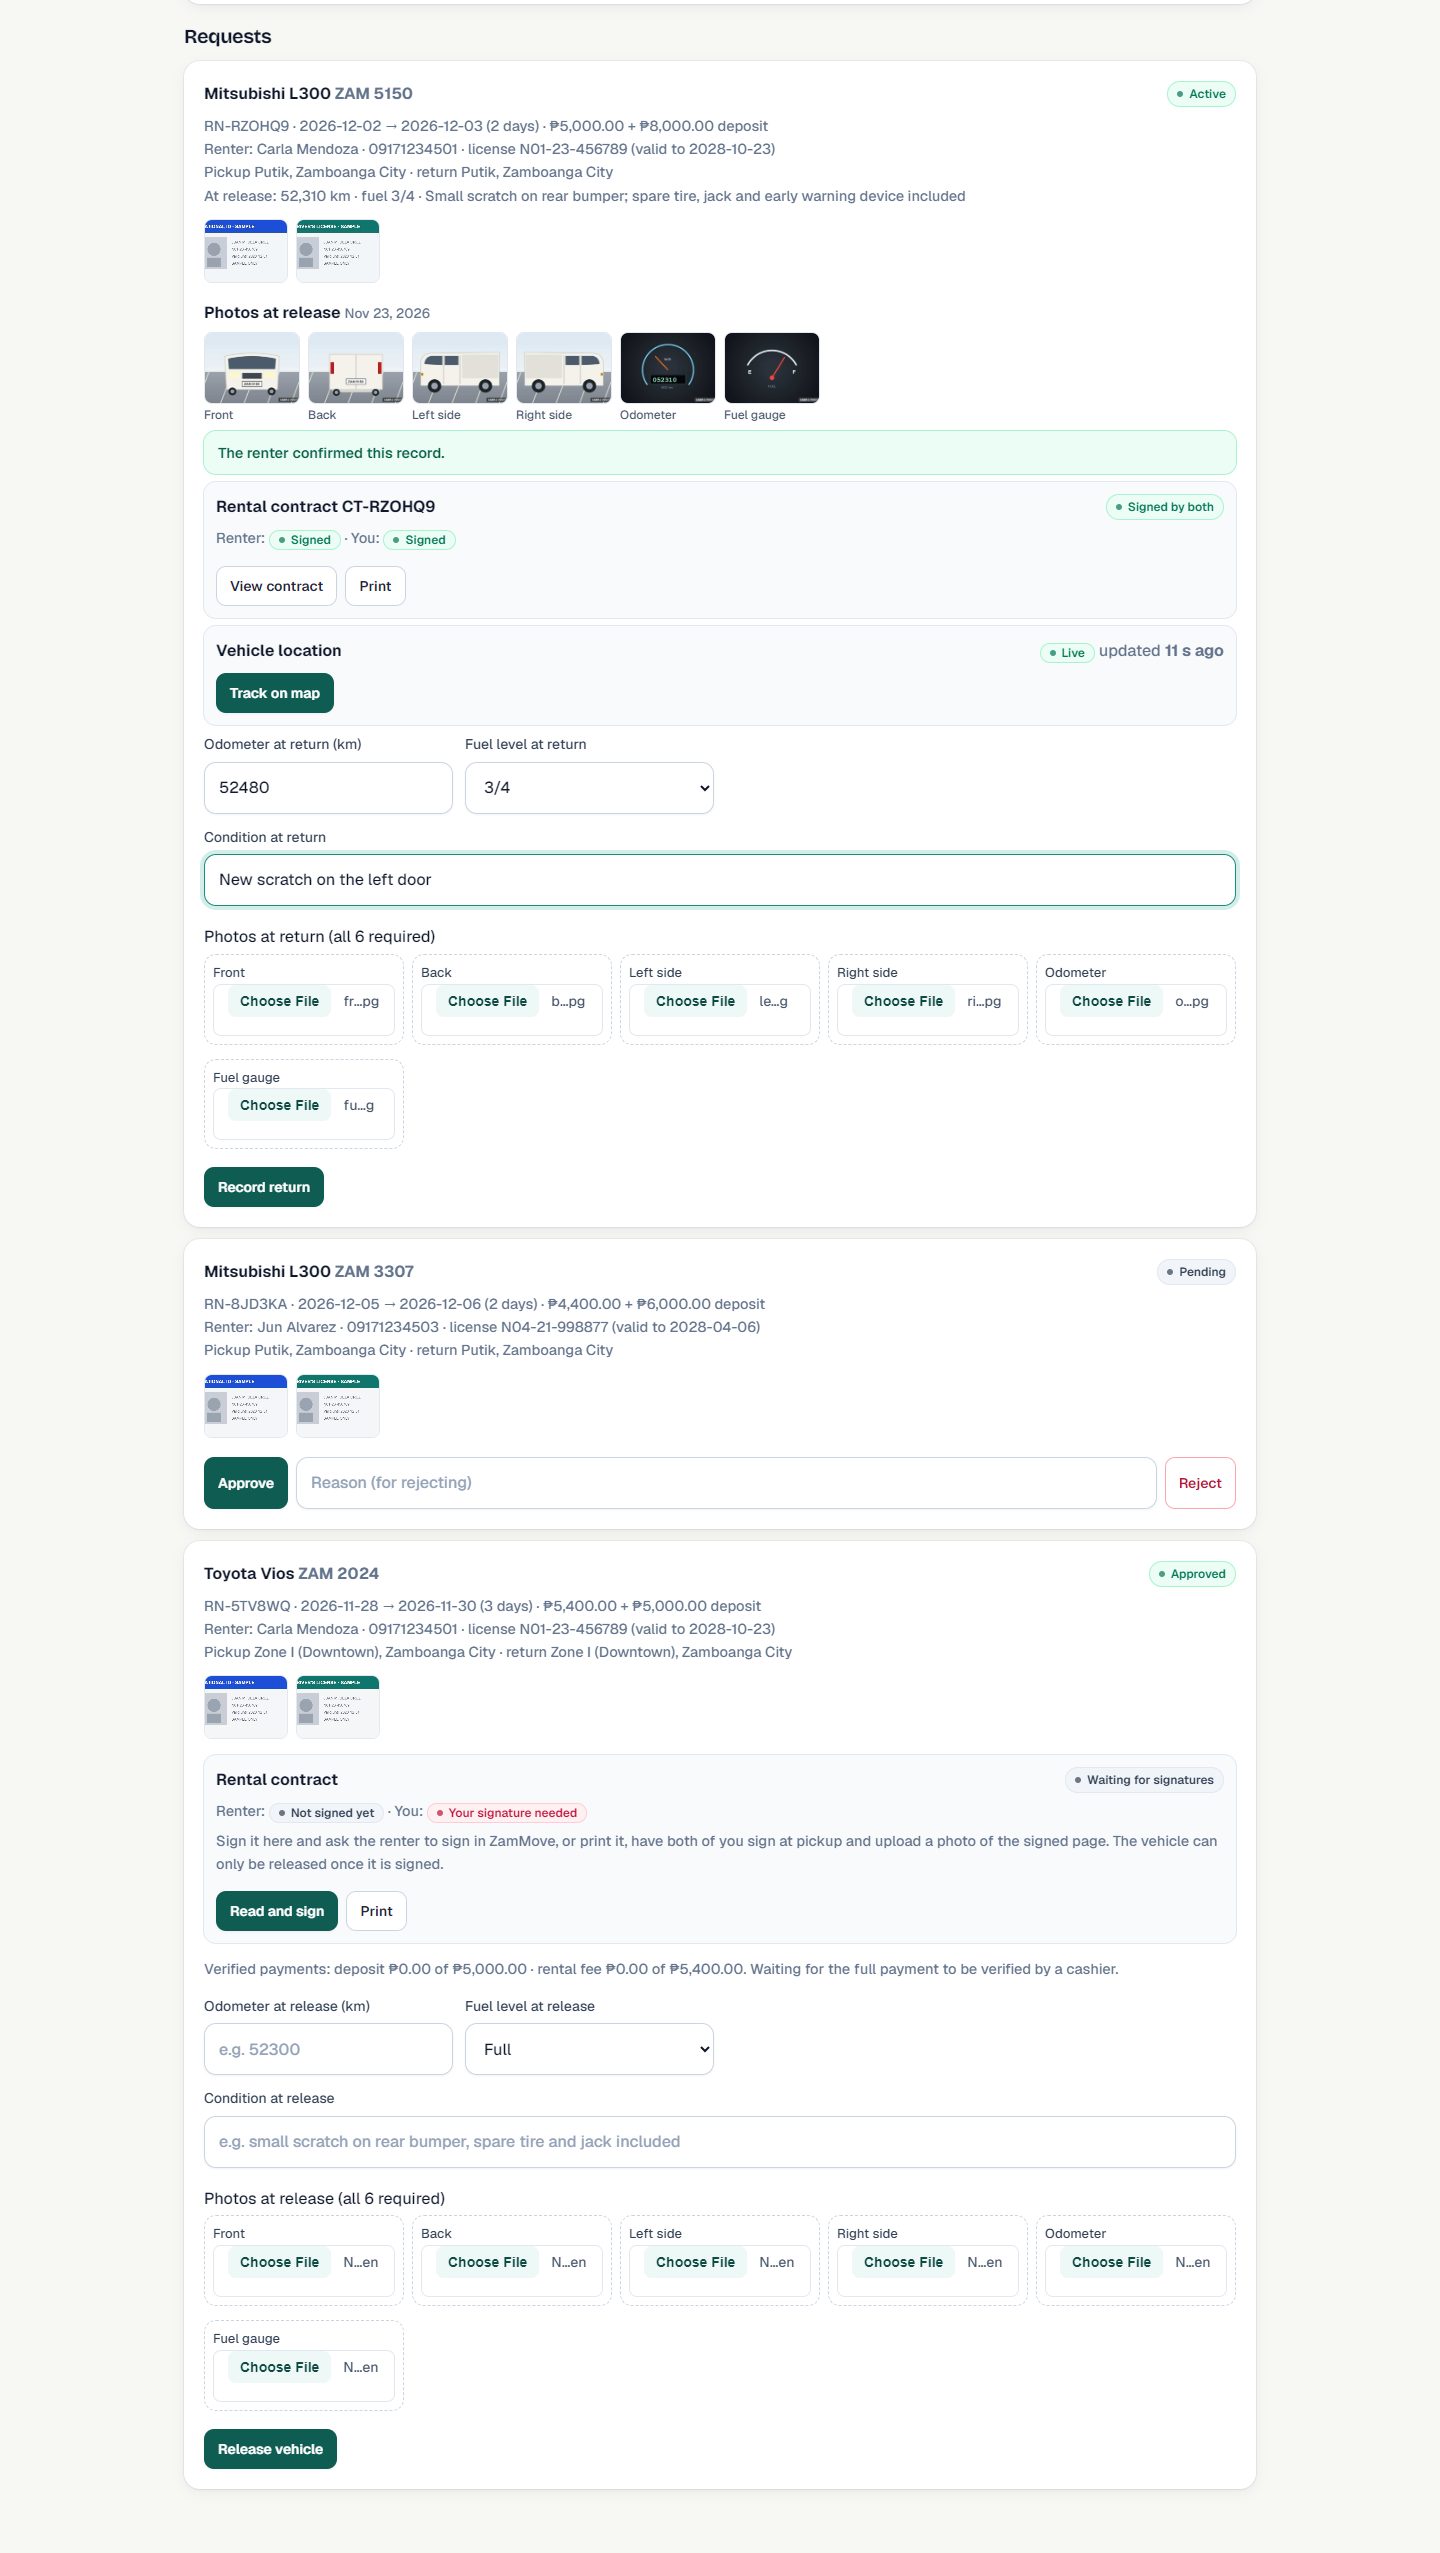 Requests
Mitsubishi L300 ZAM 5150
Active
RN-RZOHQ9 · 2026-12-02 → 2026-12-03 (2 days) · ₱5,000.00 + ₱8,000.00 deposit
Renter: Carla Mendoza · 09171234501 · license N01-23-456789 (valid to 2028-10-23)
Pickup Putik, Zamboanga City · return Putik, Zamboanga City
At release: 52,310 km · fuel 3/4 · Small scratch on rear bumper; spare tire, jack and early warning device included
Photos at release Nov 23, 2026
052310
E F
Front
Back
Left side
Right side
Odometer
Fuel gauge
The renter confirmed this record.
Rental contract CT-RZOHQ9
Signed by both
Renter: Signed · You: Signed
View contract
Print
Vehicle location
Live updated 11 s ago
Track on map
Odometer at return (km)
Fuel level at return
52480
3/4
Condition at return
New scratch on the left door
Photos at return (all 6 required)
Front
Back
Left side
Right side
Odometer
Choose File fr...pg
Choose File b...pg
Choose File le...g
Choose File ri...pg
Choose File o...pg
Fuel gauge
Choose File fu...g
Record return
Mitsubishi L300 ZAM 3307
Pending
RN-8JD3KA · 2026-12-05 → 2026-12-06 (2 days) · ₱4,400.00 + ₱6,000.00 deposit
Renter: Jun Alvarez · 09171234503 · license N04-21-998877 (valid to 2028-04-06)
Pickup Putik, Zamboanga City · return Putik, Zamboanga City
Approve
Reason (for rejecting)
Reject
Toyota Vios ZAM 2024
Approved
RN-5TV8WQ · 2026-11-28 → 2026-11-30 (3 days) · ₱5,400.00 + ₱5,000.00 deposit
Renter: Carla Mendoza · 09171234501 · license N01-23-456789 (valid to 2028-10-23)
Pickup Zone I (Downtown), Zamboanga City · return Zone I (Downtown), Zamboanga City
Rental contract
Waiting for signatures
Renter: Not signed yet · You: Your signature needed
Sign it here and ask the renter to sign in ZamMove, or print it, have both of you sign at pickup and upload a photo of the signed page. The vehicle can
only be released once it is signed.
Read and sign
Print
Verified payments: deposit ₱0.00 of ₱5,000.00 · rental fee ₱0.00 of ₱5,400.00. Waiting for the full payment to be verified by a cashier.
Odometer at release (km)
Fuel level at release
e.g. 52300
Full
Condition at release
e.g. small scratch on rear bumper, spare tire and jack included
Photos at release (all 6 required)
Front
Back
Left side
Right side
Odometer
Choose File N...en
Choose File N...en
Choose File N...en
Choose File N...en
Choose File N...en
Fuel gauge
Choose File N...en
Release vehicle